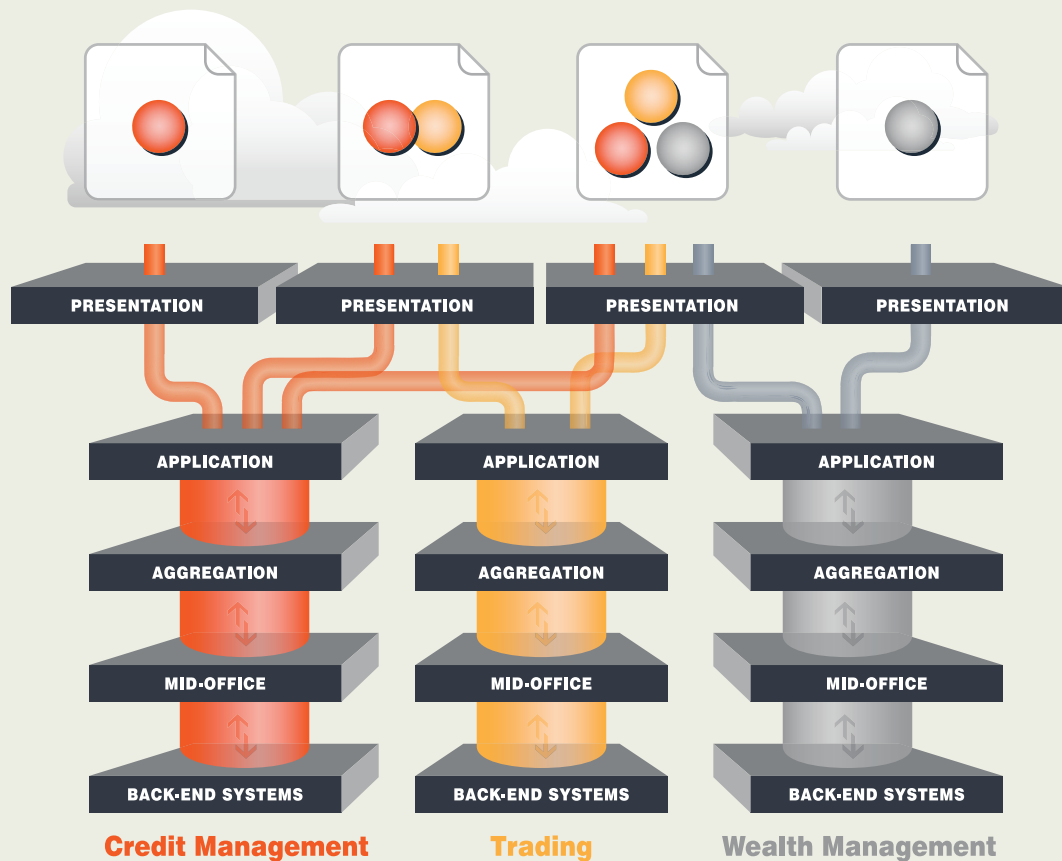 PRESENTATION
PRESENTATION
PRESENTATION
PRESENTATION
APPLICATION
APPLICATION
APPLICATION
AGGREGATION
AGGREGATION
AGGREGATION
MID-OFFICE
MID-OFFICE
MID-OFFICE
BACK-END SYSTEMS
BACK-END SYSTEMS
BACK-END SYSTEMS
Credit Management
Trading
Wealth Management